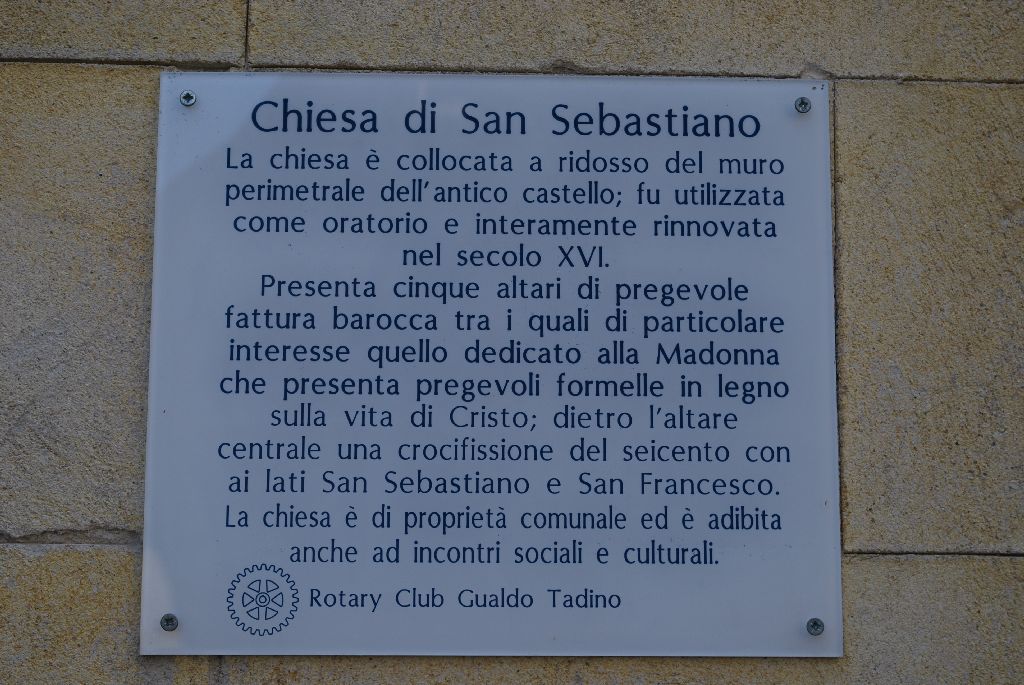 Chiesa di San Sebastiano
La chiesa è collocata a ridosso del muro
perimetrale dell'antico castello; fu utilizzata
come oratorio e interamente rinnovata
nel secolo XVI.
Presenta cinque altari di pregevole
fattura barocca tra i quali di particolare
interesse quello dedicato alla Madonna
che presenta pregevoli formelle in legno
sulla vita di Cristo; dietro l'altare
centrale una crocifissione del seicento con
ai lati San Sebastiano e San Francesco.
La chiesa è di proprietà comunale ed è adibita
anche ad incontri sociali e culturali.
Rotary Club Gualdo Tadino